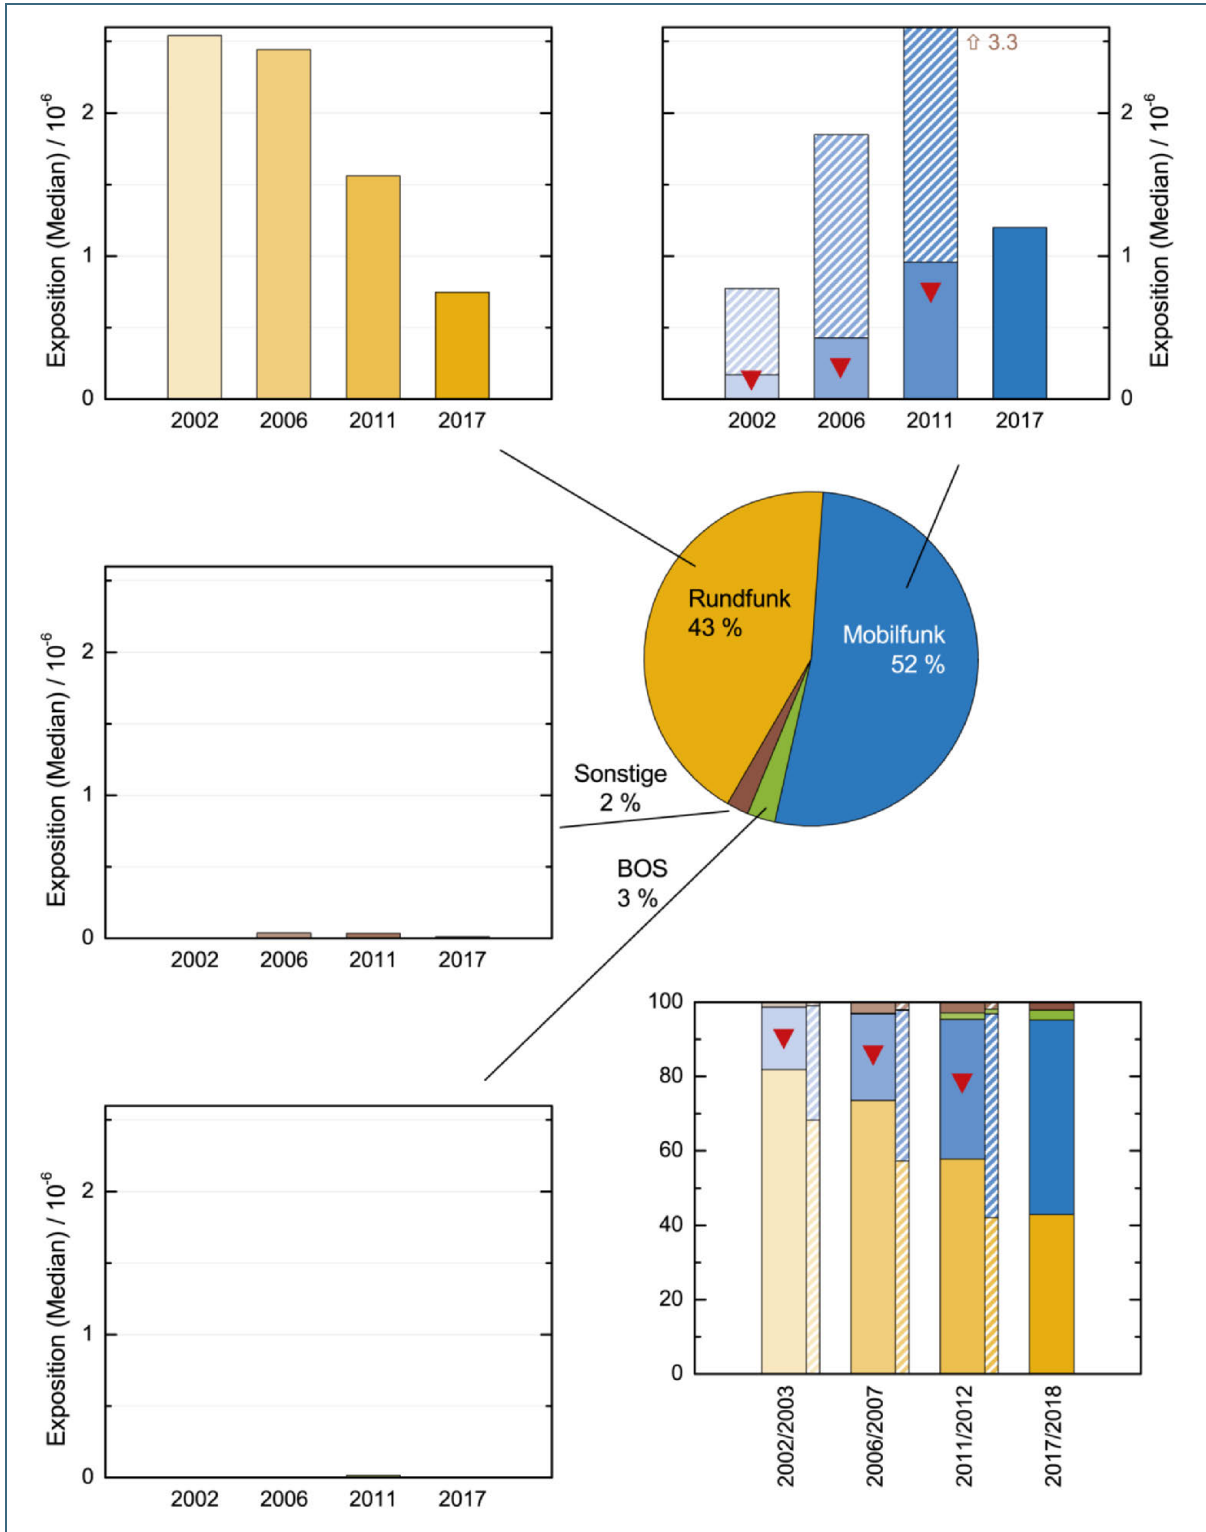 Exposition (Median) / 10⁻⁶
2
1
0
2002 2006 2011 2017
⇧ 3.3
2
1
0
Exposition (Median) / 10⁻⁶
2002 2006 2011 2017
Rundfunk
43 %
Mobilfunk
52 %
Sonstige
2 %
BOS
3 %
Exposition (Median) / 10⁻⁶
2
1
0
2002 2006 2011 2017
Exposition (Median) / 10⁻⁶
2
1
0
2002 2006 2011 2017
100
80
60
40
20
0
2002/2003
2006/2007
2011/2012
2017/2018